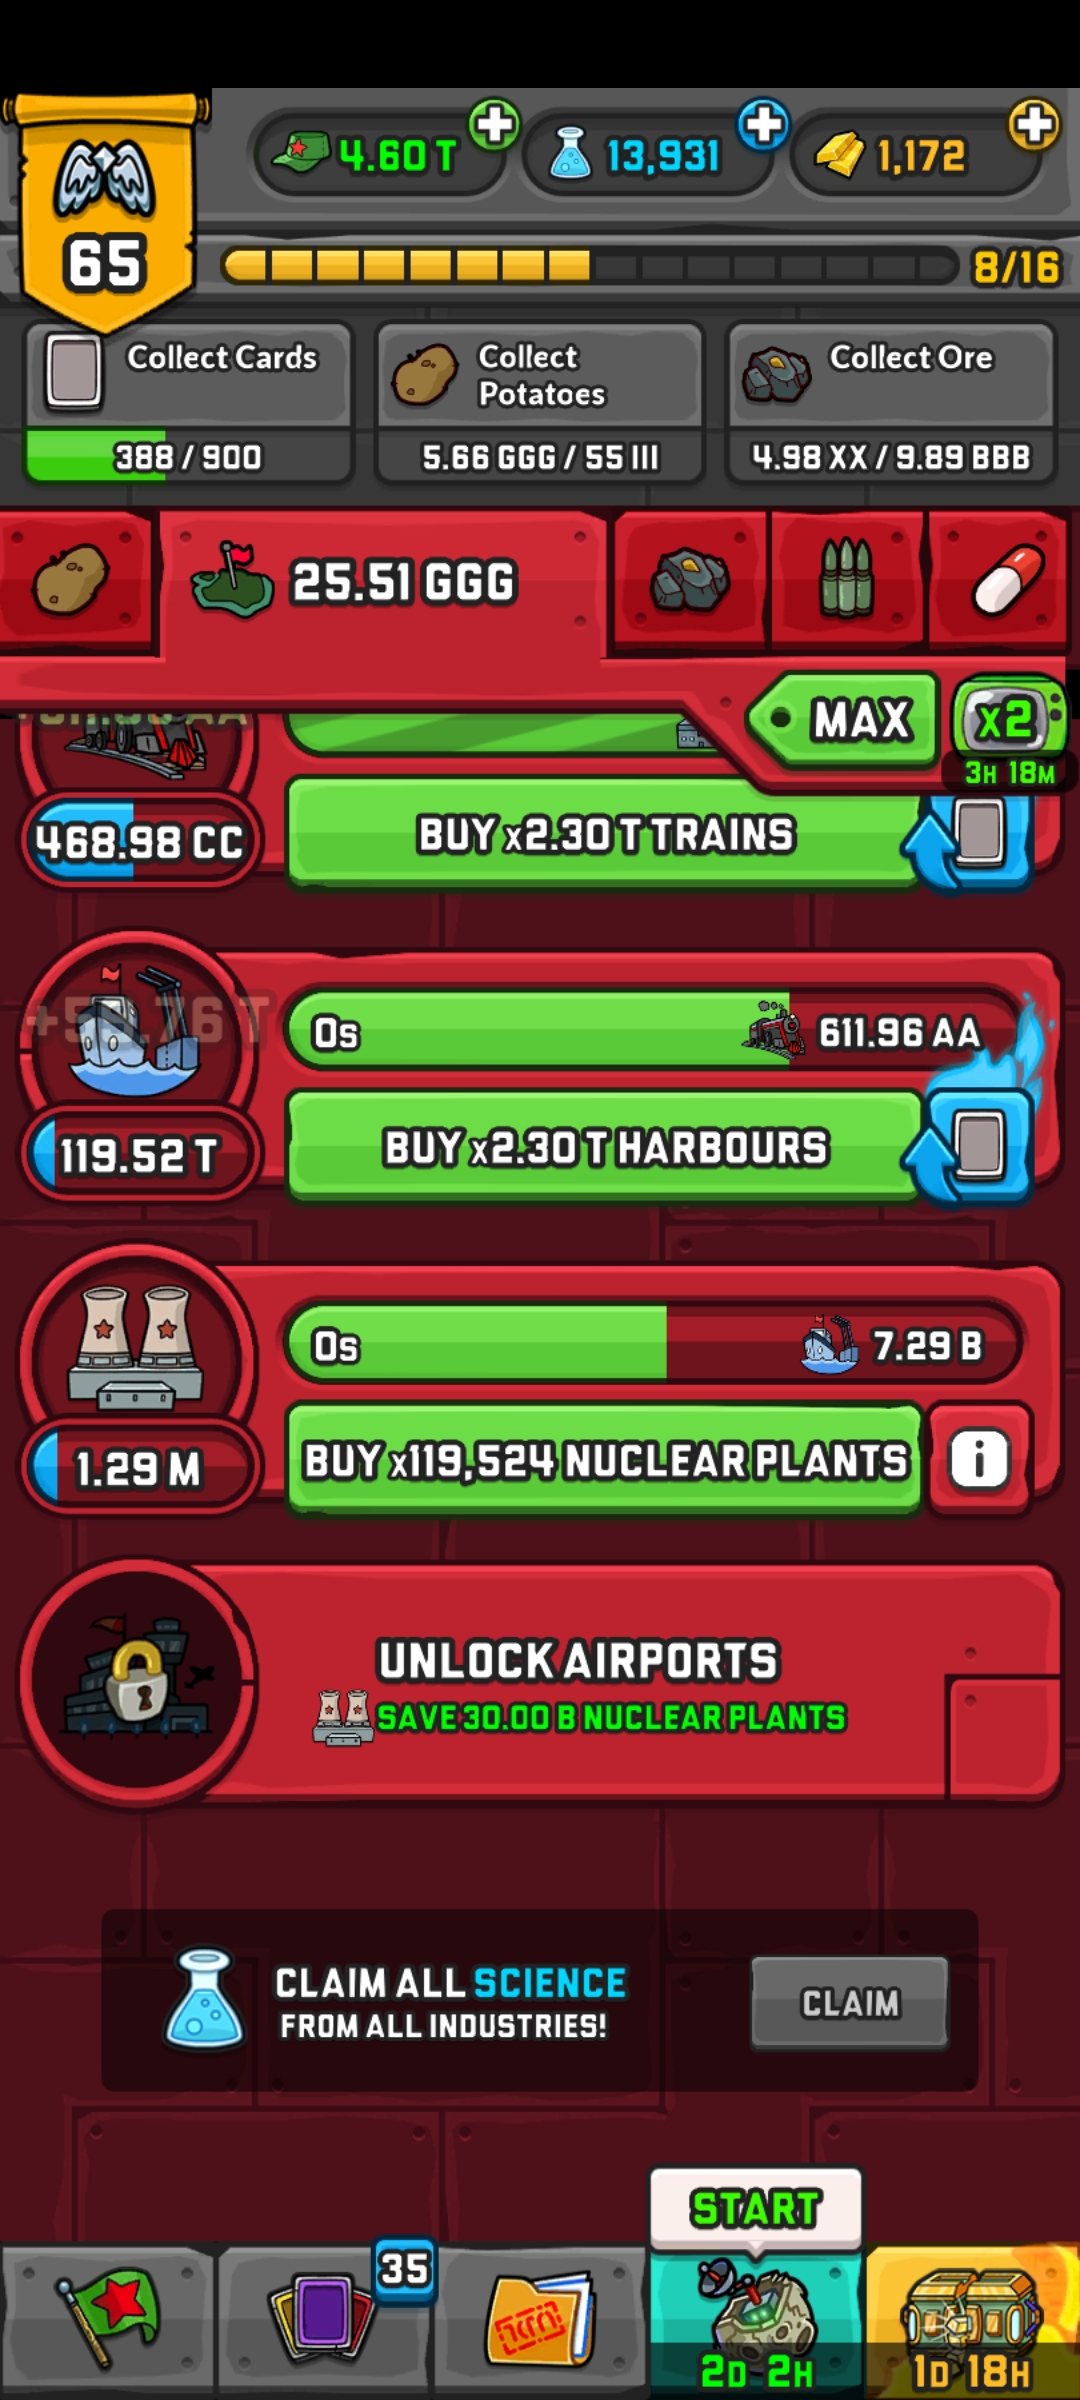 4.60 T
13,931
1,172
65
8/16
Collect Cards
388 / 900
Collect
Potatoes
5.66 GGG / 55 III
Collect Ore
4.98 XX / 9.89 BBB
25.51 GGG
MAX
x2
3H 18M
468.98 CC
BUY x2.30 T TRAINS
0s
611.96 AA
119.52 T
BUY x2.30 T HARBOURS
0s
7.29 B
1.29 M
BUY x119,524 NUCLEAR PLANTS
UNLOCK AIRPORTS
SAVE 30.00 B NUCLEAR PLANTS
CLAIM ALL SCIENCE
FROM ALL INDUSTRIES!
CLAIM
START
35
2D 2H
1D 18H